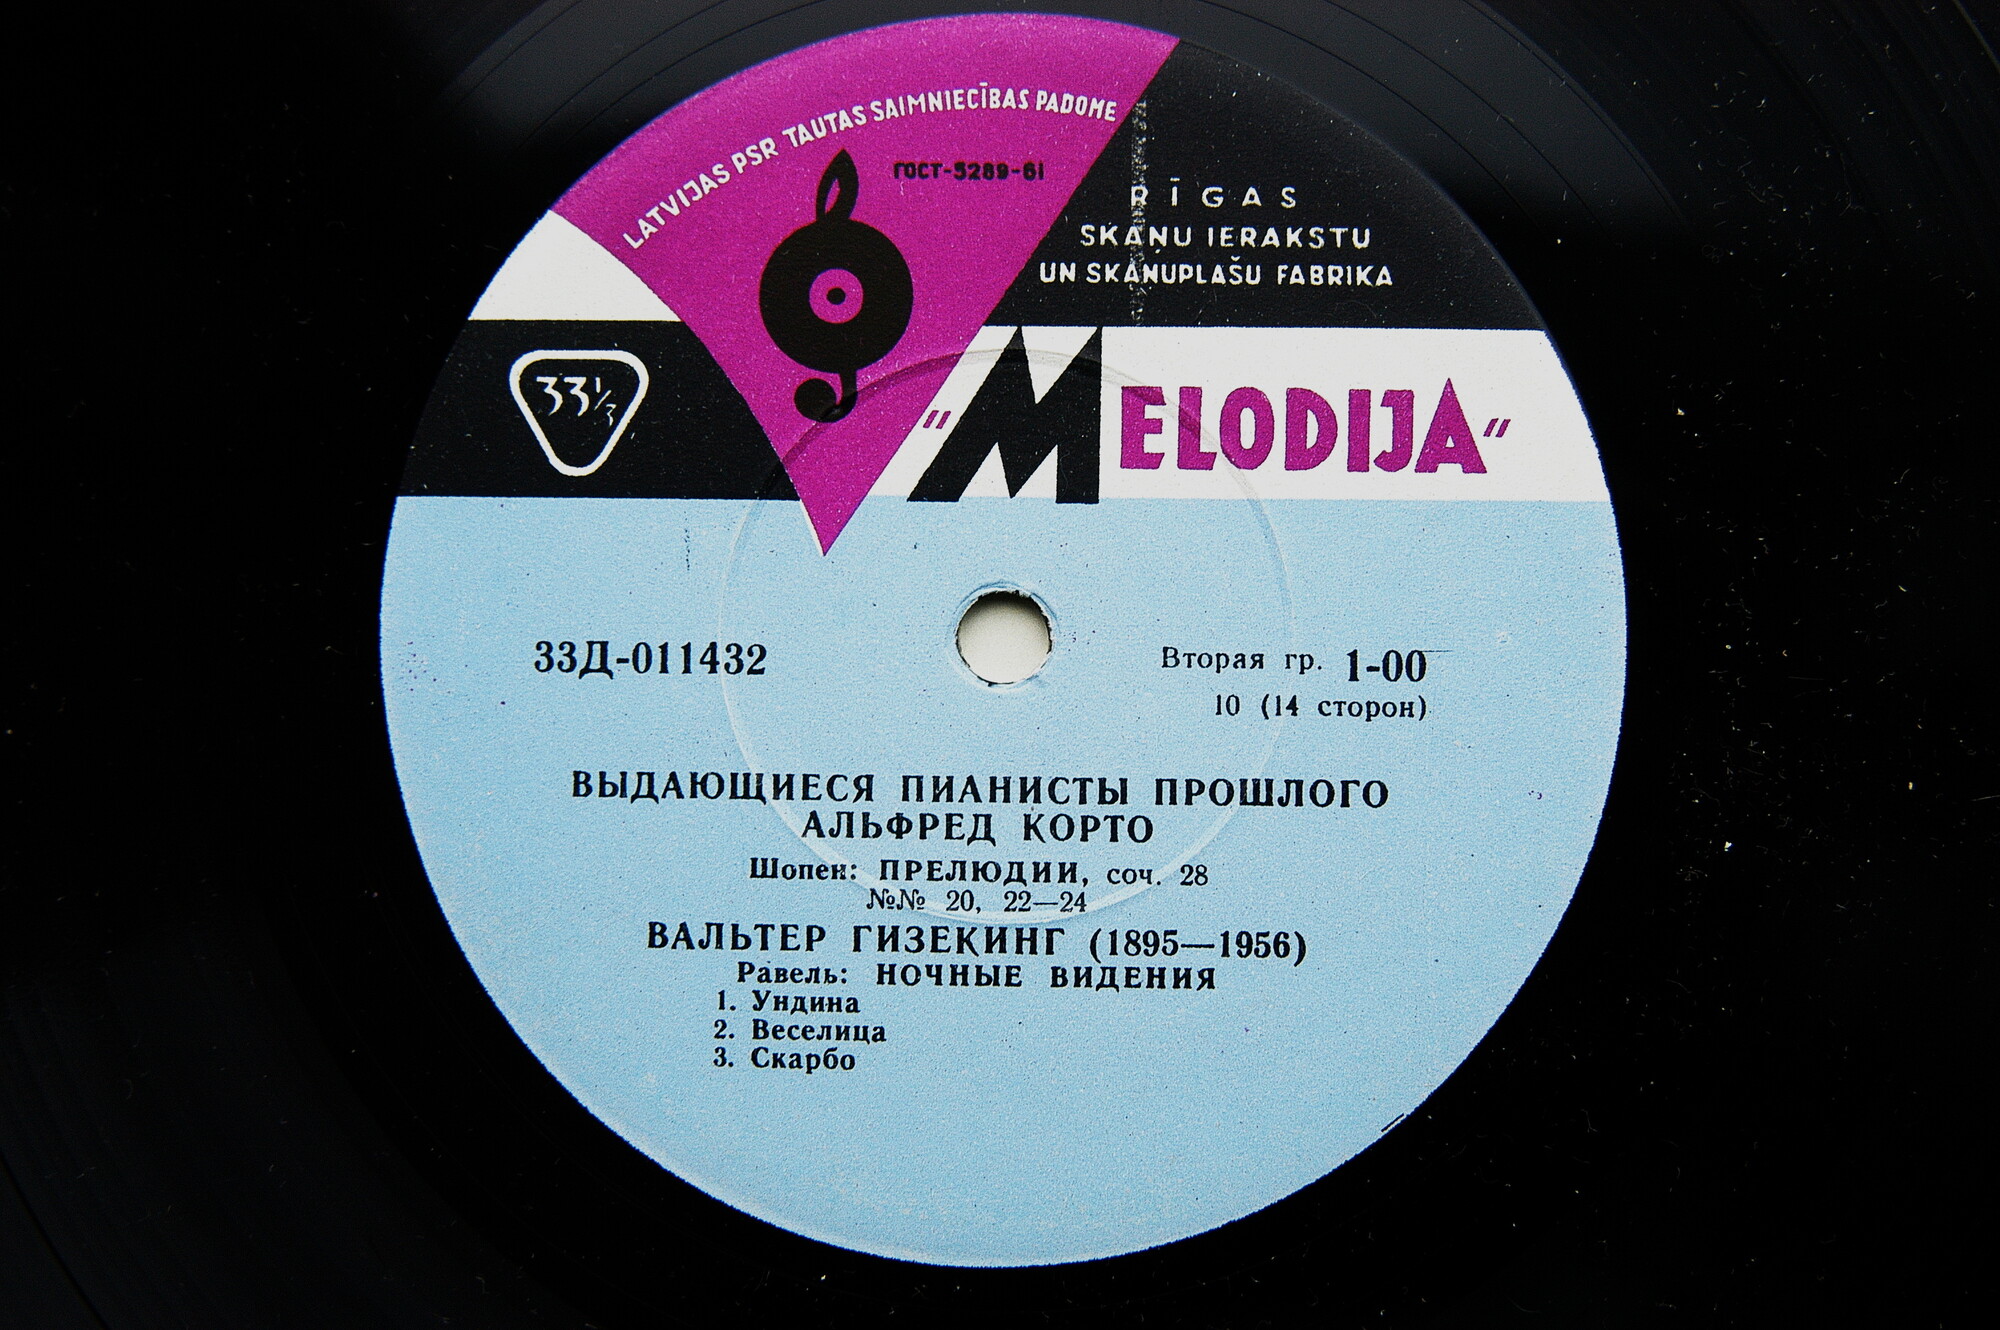 LATVIJAS PSR TAUTAS SAIMNIECĪBAS PADOME
ГОСТ-5289-61
RĪGAS
SKAŅU IERAKSTU
UN SKAŅUPLAŠU FABRIKA
33⅓
"MELODIJA"
33Д-011432
Вторая гр. 1-00
10 (14 сторон)
ВЫДАЮЩИЕСЯ ПИАНИСТЫ ПРОШЛОГО
АЛЬФРЕД КОРТО
Шопен: ПРЕЛЮДИИ, соч. 28
№№ 20, 22—24
ВАЛЬТЕР ГИЗЕКИНГ (1895—1956)
Равель: НОЧНЫЕ ВИДЕНИЯ
1. Ундина
2. Веселица
3. Скарбо